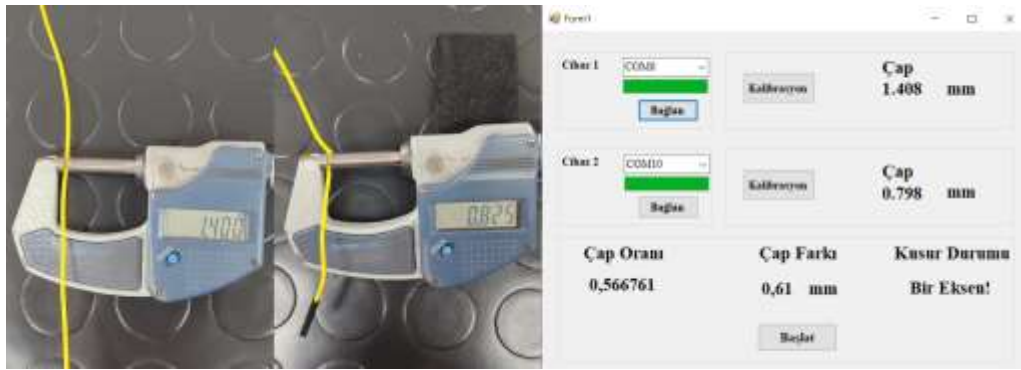 1.400
0.825
Form1
Cihaz 1
COM8
Bağlan
Kalibrasyon
Çap
1.408 mm
Cihaz 2
COM10
Bağlan
Kalibrasyon
Çap
0.798 mm
Çap Oranı
0,566761
Çap Farkı
0,61 mm
Kusur Durumu
Bir Eksen!
Başlat